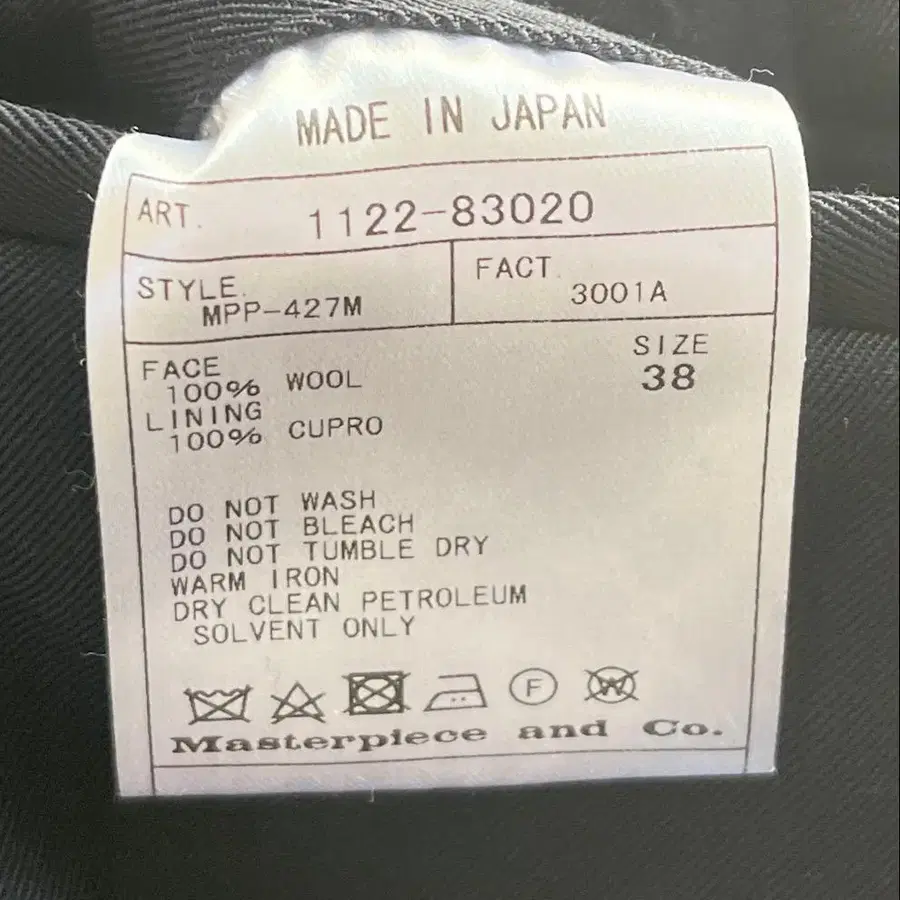 MADE IN JAPAN
ART. 1122-83020
STYLE. FACT.
MPP-427M 3001A
FACE SIZE
100% WOOL 38
LINING
100% CUPRO
DO NOT WASH
DO NOT BLEACH
DO NOT TUMBLE DRY
WARM IRON
DRY CLEAN PETROLEUM
SOLVENT ONLY
F W
Masterpiece and Co.